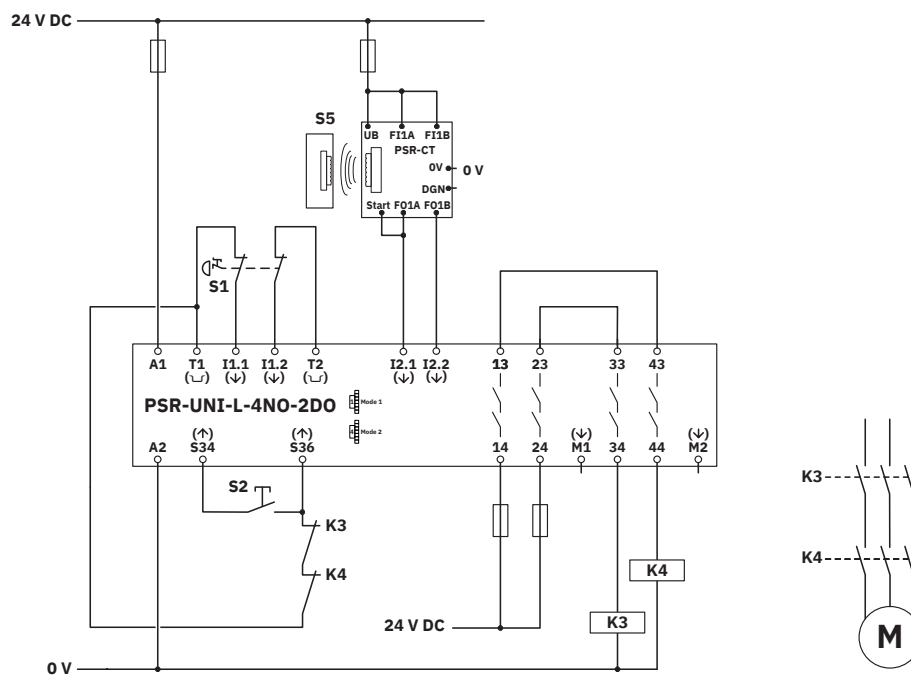 24 V DC
S5
UB FI1A FI1B
PSR-CT
0V
0 V
DGN
Start FO1A FO1B
S1
A1 T1 I1.1 I1.2 T2 I2.1 I2.2 13 23 33 43
(⎵) (↓) (↓) (⎵) (↓) (↓)
PSR-UNI-L-4NO-2DO
1 Mode 1
4 Mode 2
(↑) (↑) (↓) (↓)
A2 S34 S36 14 24 M1 34 44 M2
S2
K3
K4
K4
K3
24 V DC
0 V
K3
K4
M